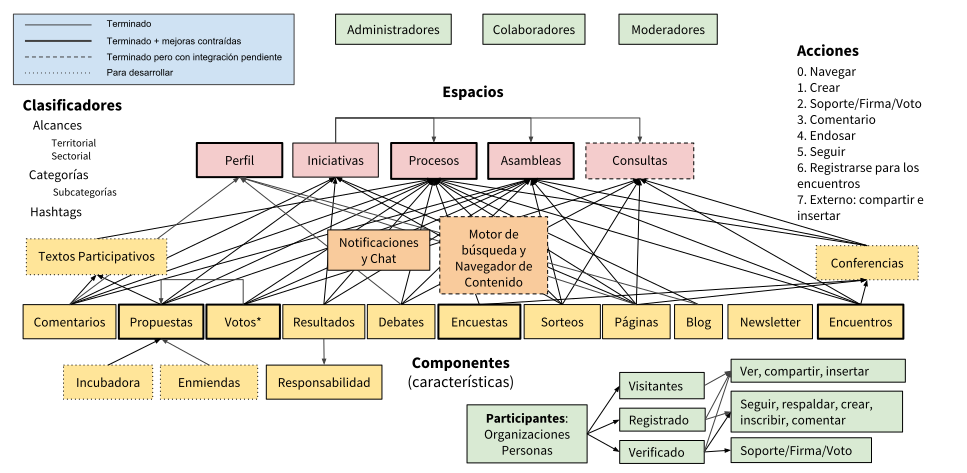 Terminado
Terminado + mejoras contraídas
Terminado pero con integración pendiente
Para desarrollar
Administradores
Colaboradores
Moderadores
Acciones
0. Navegar
1. Crear
2. Soporte/Firma/Voto
3. Comentario
4. Endosar
5. Seguir
6. Registrarse para los
encuentros
7. Externo: compartir e
insertar
Clasificadores
Alcances
Territorial
Sectorial
Categorías
Subcategorías
Hashtags
Espacios
Perfil
Iniciativas
Procesos
Asambleas
Consultas
Textos Participativos
Notificaciones
y Chat
Motor de
búsqueda y
Navegador de
Contenido
Conferencias
Comentarios
Propuestas
Votos*
Resultados
Debates
Encuestas
Sorteos
Páginas
Blog
Newsletter
Encuentros
Incubadora
Enmiendas
Responsabilidad
Componentes
(características)
Participantes:
Organizaciones
Personas
Visitantes
Registrado
Verificado
Ver, compartir, insertar
Seguir, respaldar, crear,
inscribir, comentar
Soporte/Firma/Voto